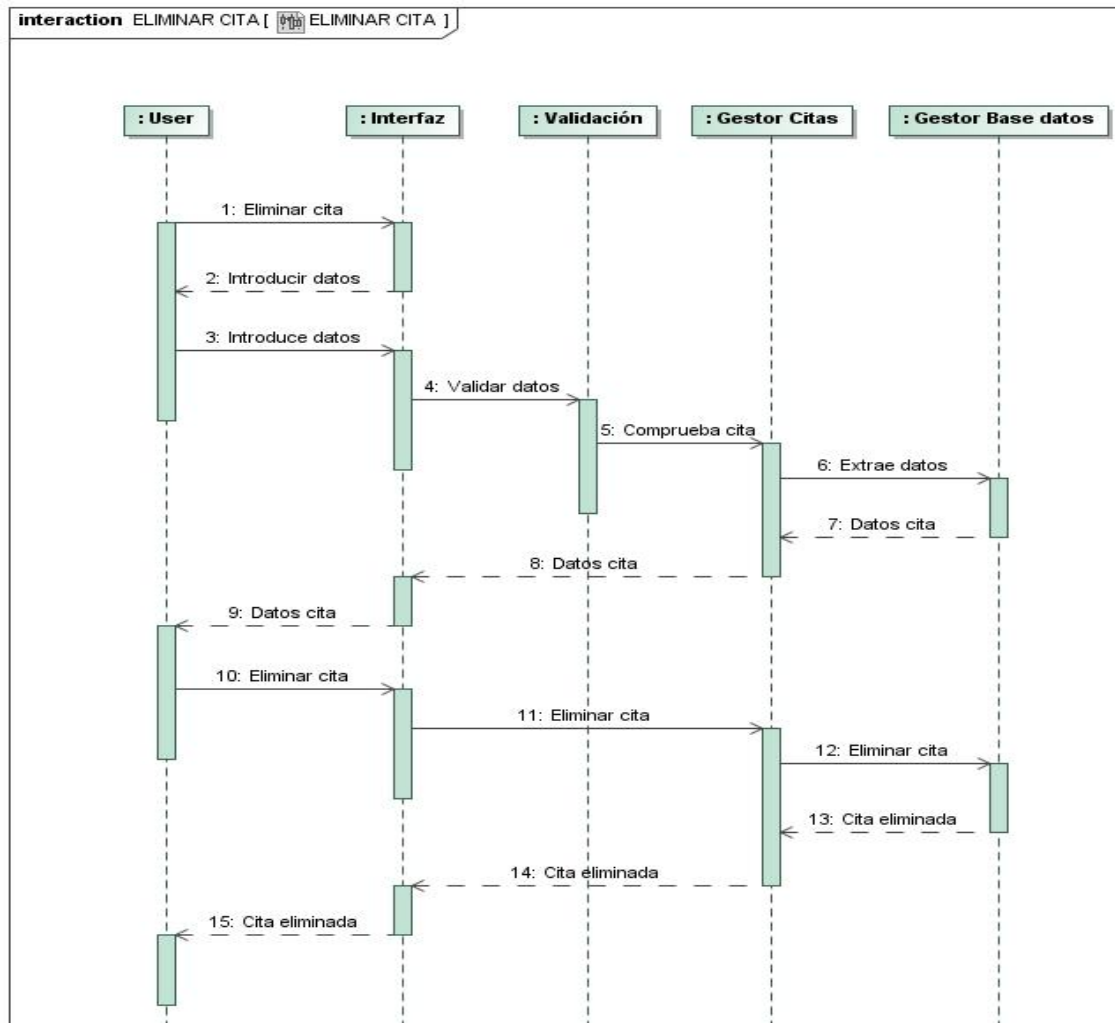 interaction ELIMINAR CITA [ ELIMINAR CITA ]
: User
: Interfaz
: Validación
: Gestor Citas
: Gestor Base datos
1: Eliminar cita
2: Introducir datos
3: Introduce datos
4: Validar datos
5: Comprueba cita
6: Extrae datos
7: Datos cita
8: Datos cita
9: Datos cita
10: Eliminar cita
11: Eliminar cita
12: Eliminar cita
13: Cita eliminada
14: Cita eliminada
15: Cita eliminada